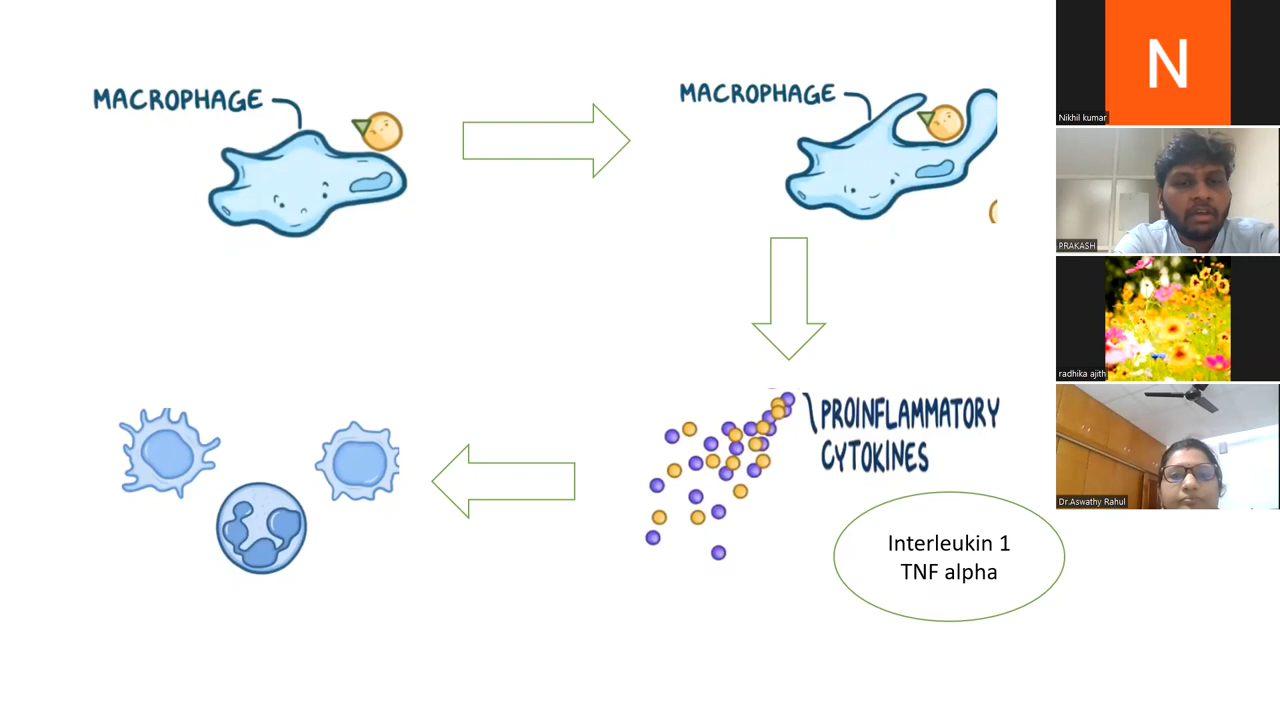 MACROPHAGE
MACROPHAGE
PROINFLAMMATORY
CYTOKINES
Interleukin 1
TNF alpha
N
Nikhil kumar
PRAKASH
radhika ajith
Dr.Aswathy Rahul